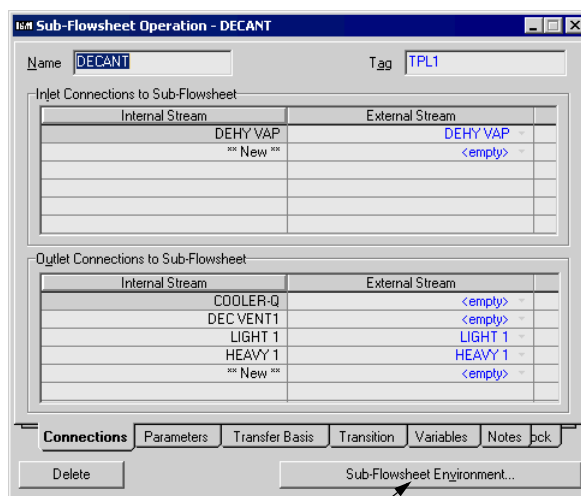 Sub-Flowsheet Operation - DECANT
Name DECANT Tag TPL1
Inlet Connections to Sub-Flowsheet
Internal Stream External Stream
DEHY VAP DEHY VAP
** New ** <empty>
Outlet Connections to Sub-Flowsheet
Internal Stream External Stream
COOLER-Q <empty>
DEC VENT1 <empty>
LIGHT 1 LIGHT 1
HEAVY 1 HEAVY 1
** New ** <empty>
Connections Parameters Transfer Basis Transition Variables Notes ock
Delete Sub-Flowsheet Environment...